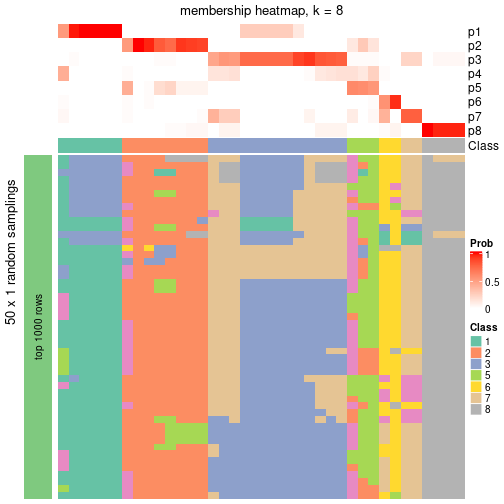 membership heatmap, k = 8
p1
p2
p3
p4
p5
p6
p7
p8
Class
50 x 1 random samplings
top 1000 rows
Prob
1
0.5
0
Class
1
2
3
5
6
7
8